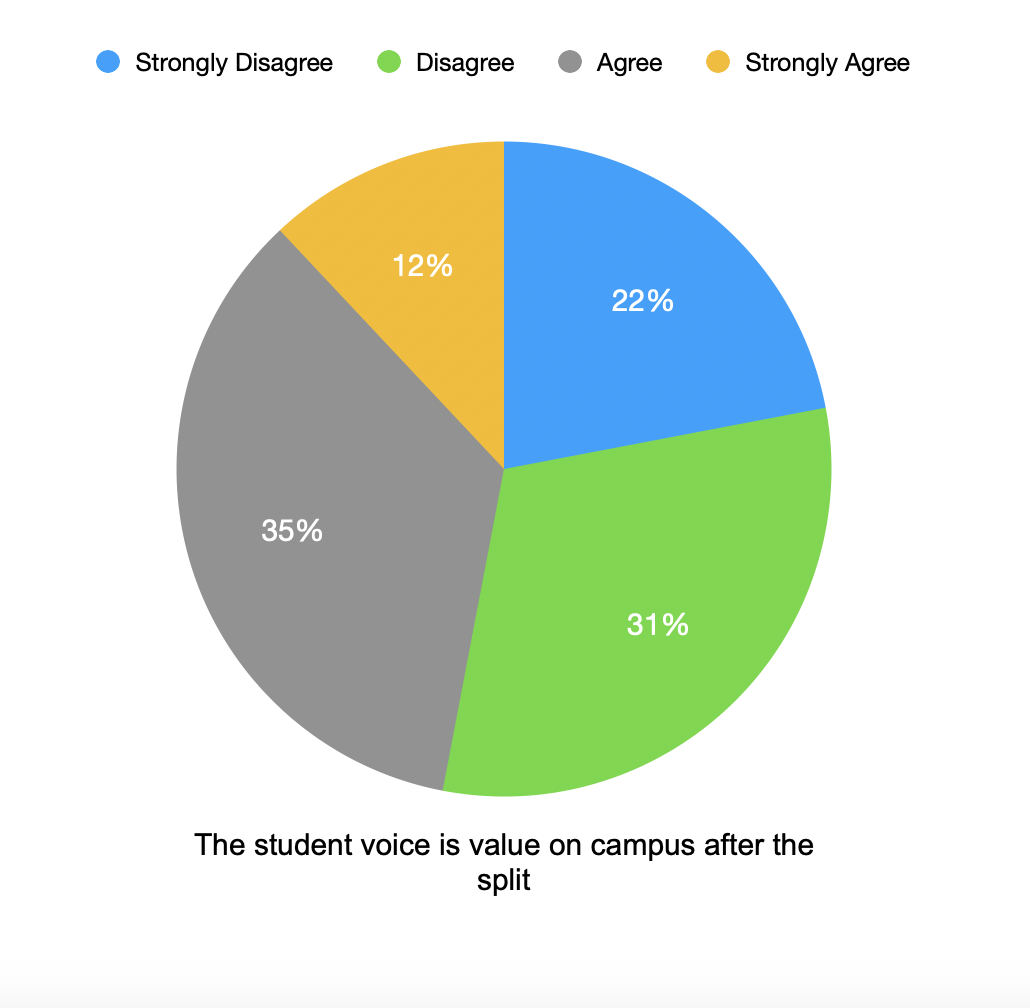 Strongly Disagree Disagree Agree Strongly Agree
12%
22%
35%
31%
The student voice is value on campus after the
split